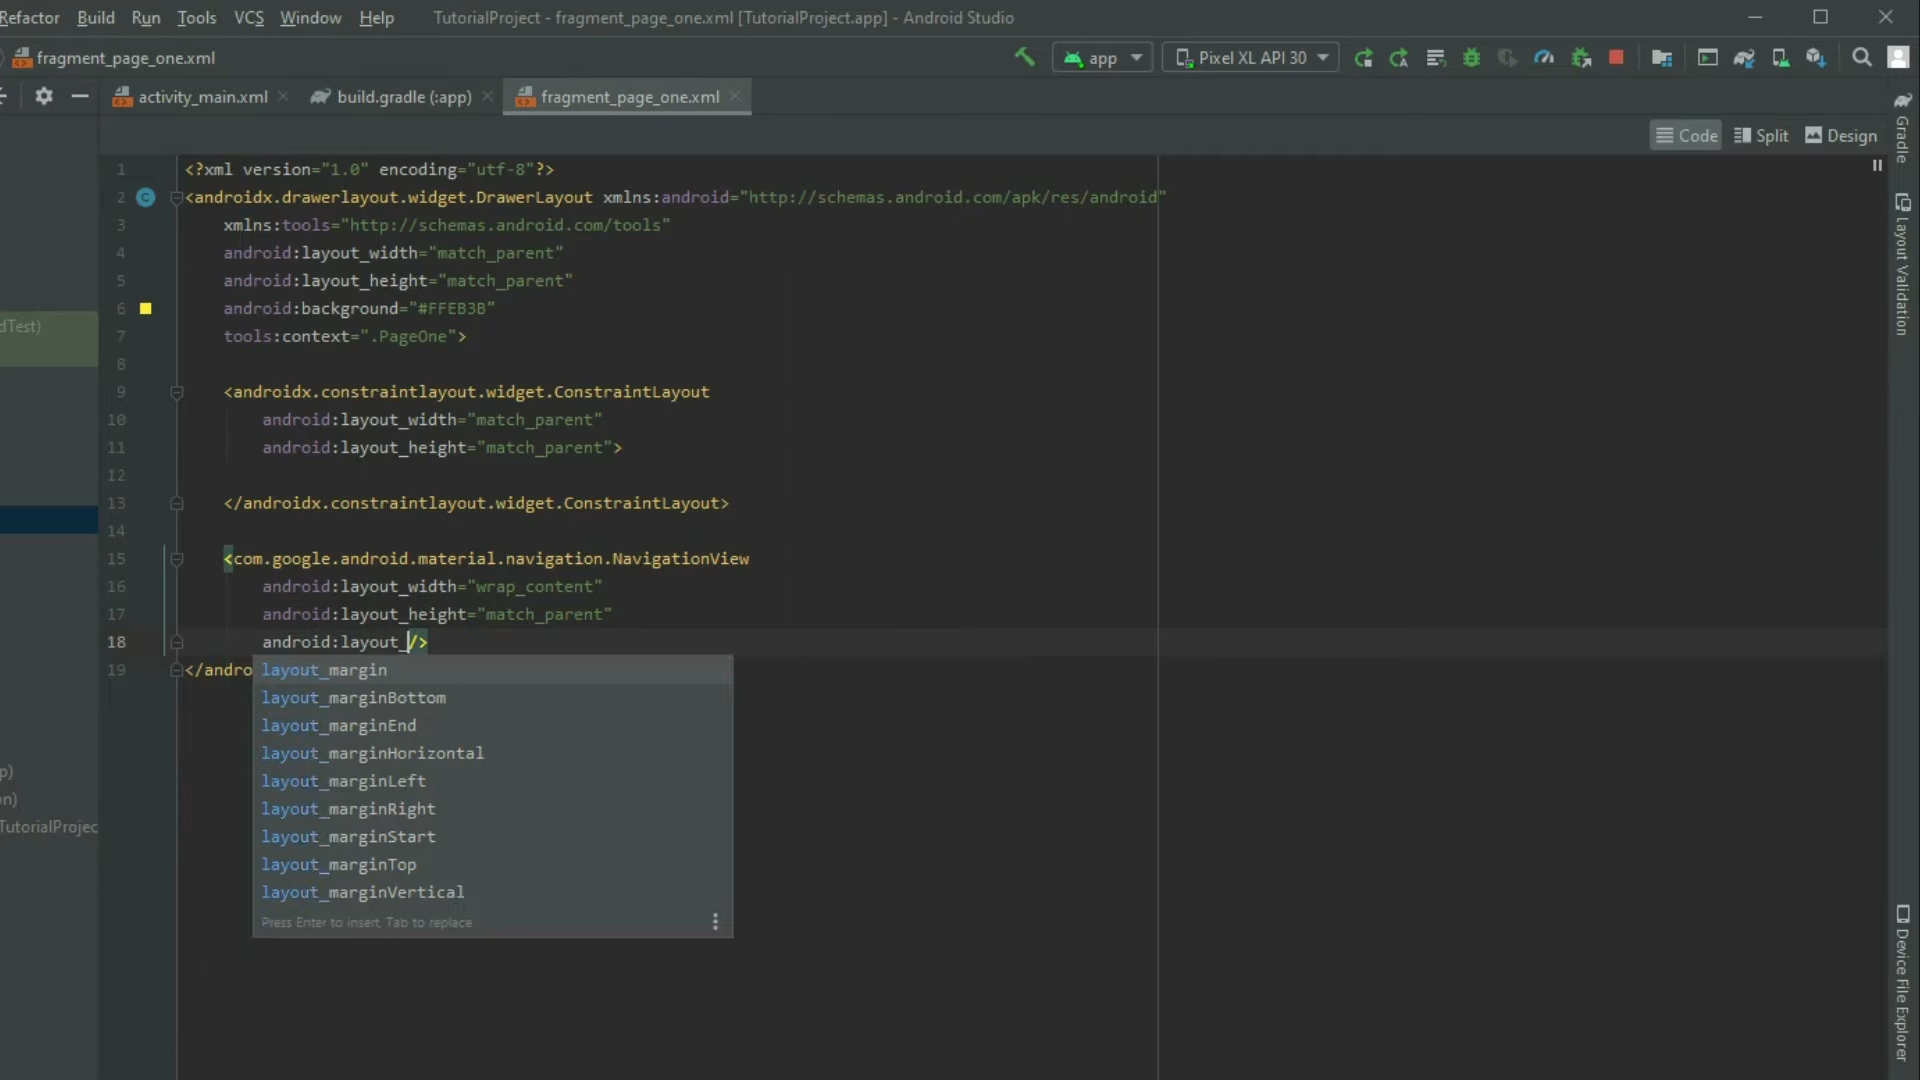 Refactor Build Run Tools VCS Window Help TutorialProject - fragment_page_one.xml [TutorialProject.app] - Android Studio
fragment_page_one.xml app Pixel XL API 30
activity_main.xml build.gradle (:app) fragment_page_one.xml
Code Split Design
Gradle
Layout Validation
Device File Explorer
dTest)
p)
on)
TutorialProjec
1 <?xml version="1.0" encoding="utf-8"?>
2 <androidx.drawerlayout.widget.DrawerLayout xmlns:android="http://schemas.android.com/apk/res/android"
3 xmlns:tools="http://schemas.android.com/tools"
4 android:layout_width="match_parent"
5 android:layout_height="match_parent"
6 android:background="#FFEB3B"
7 tools:context=".PageOne">
8
9 <androidx.constraintlayout.widget.ConstraintLayout
10 android:layout_width="match_parent"
11 android:layout_height="match_parent">
12
13 </androidx.constraintlayout.widget.ConstraintLayout>
14
15 <com.google.android.material.navigation.NavigationView
16 android:layout_width="wrap_content"
17 android:layout_height="match_parent"
18 android:layout_/>
19 </andro
layout_margin
layout_marginBottom
layout_marginEnd
layout_marginHorizontal
layout_marginLeft
layout_marginRight
layout_marginStart
layout_marginTop
layout_marginVertical
Press Enter to insert, Tab to replace